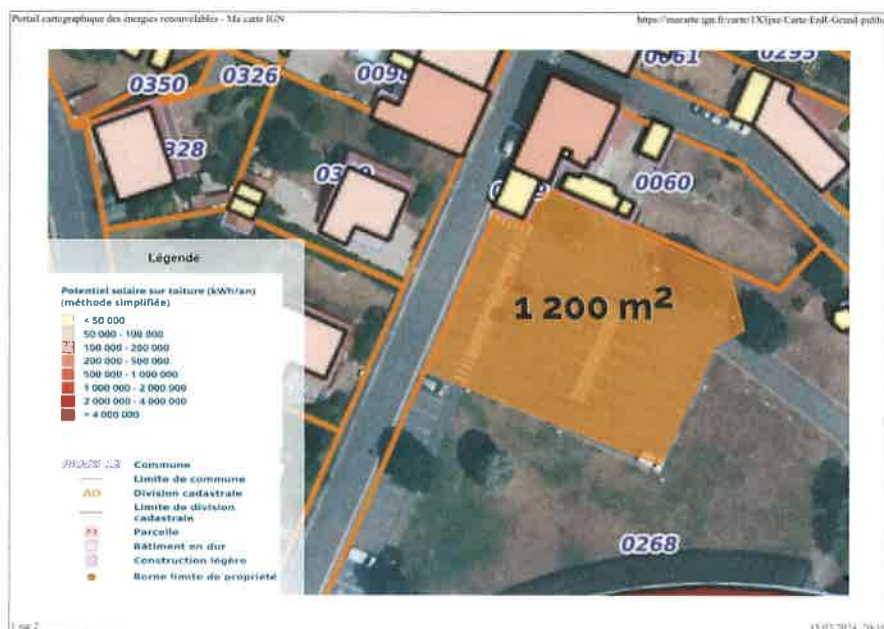 Portail cartographique des énergies renouvelables - Ma carte IGN
0350
0326
0061
0295
0060
1 200 m²
0268
Légende
Potentiel solaire sur toiture (kWh/an)
(méthode simplifiée)
< 50 000
50 000 - 100 000
100 000 - 200 000
200 000 - 500 000
500 000 - 1 000 000
1 000 000 - 2 000 000
2 000 000 - 4 000 000
> 4 000 000
Commune
Limite de commune
AO Division cadastrale
Limite de division
cadastrale
Parcelle
Bâtiment en dur
Construction légère
Borne limite de propriété